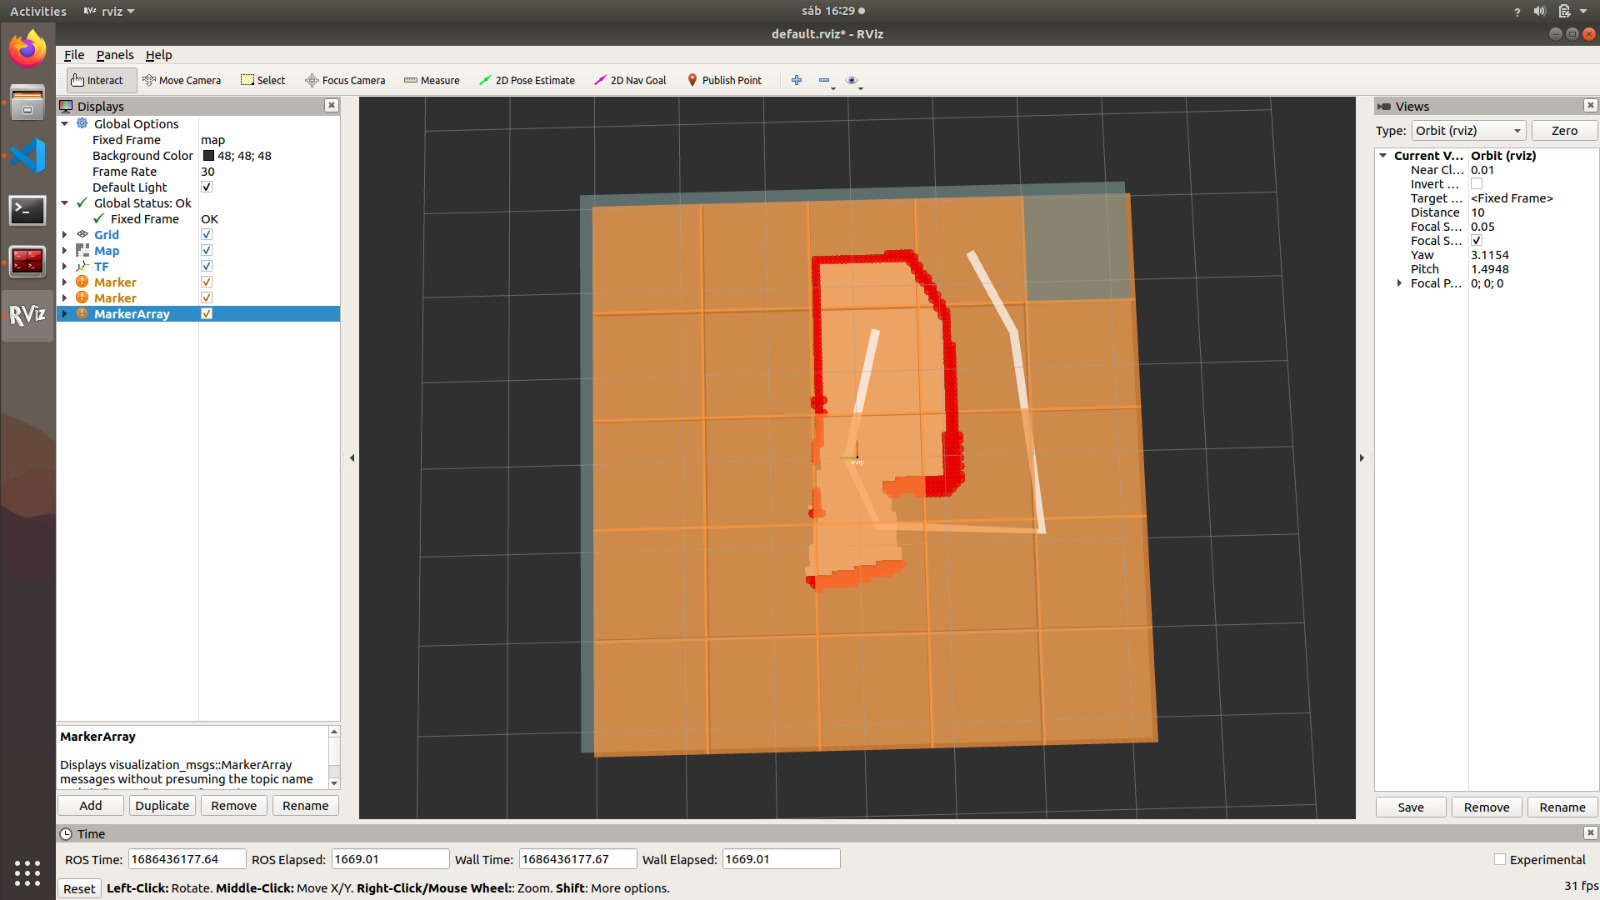 Activities
RViz
rviz
sáb 16:29
?
default.rviz* - RViz
File Panels Help
Interact Move Camera Select Focus Camera Measure 2D Pose Estimate 2D Nav Goal Publish Point
Displays
Global Options
Fixed Frame map
Background Color 48; 48; 48
Frame Rate 30
Default Light
Global Status: Ok
Fixed Frame OK
Grid
Map
TF
Marker
Marker
RViz
MarkerArray
map
MarkerArray
Displays visualization_msgs::MarkerArray
messages without presuming the topic name
Add Duplicate Remove Rename
Views
Type: Orbit (rviz) Zero
Current V... Orbit (rviz)
Near Cl... 0.01
Invert ...
Target ... <Fixed Frame>
Distance 10
Focal S... 0.05
Focal S...
Yaw 3.1154
Pitch 1.4948
Focal P... 0; 0; 0
Save Remove Rename
Time
ROS Time: 1686436177.64 ROS Elapsed: 1669.01 Wall Time: 1686436177.67 Wall Elapsed: 1669.01 Experimental
Reset Left-Click: Rotate. Middle-Click: Move X/Y. Right-Click/Mouse Wheel:: Zoom. Shift: More options. 31 fps